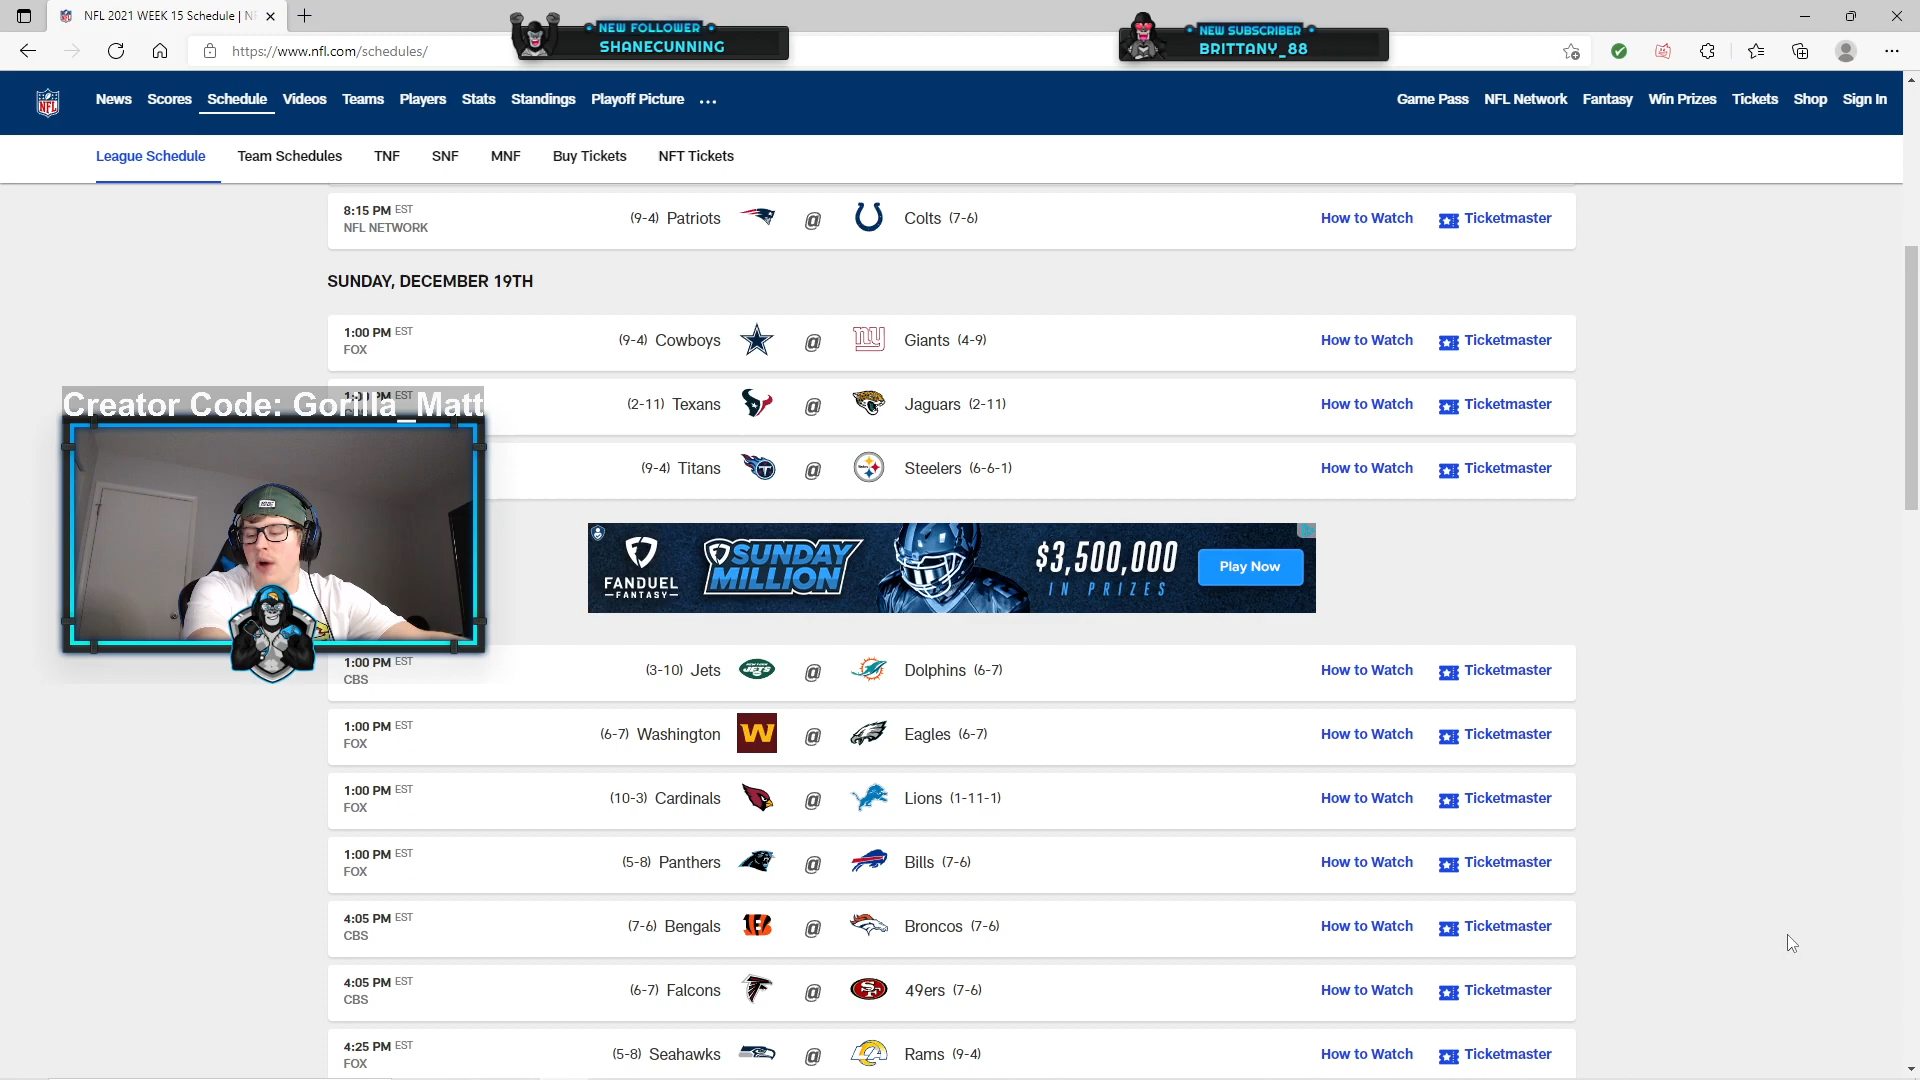 NFL 2021 WEEK 15 Schedule | NF
https://www.nfl.com/schedules/
NEW FOLLOWER
SHANECUNNING
NEW SUBSCRIBER
BRITTANY_88
NFL
News Scores Schedule Videos Teams Players Stats Standings Playoff Picture ...
Game Pass NFL Network Fantasy Win Prizes Tickets Shop Sign In
League Schedule Team Schedules TNF SNF MNF Buy Tickets NFT Tickets
8:15 PM EST
NFL NETWORK
(9-4) Patriots @ Colts (7-6) How to Watch Ticketmaster
SUNDAY, DECEMBER 19TH
1:00 PM EST
FOX
(9-4) Cowboys @ ny Giants (4-9) How to Watch Ticketmaster
1:00 PM EST
(2-11) Texans @ Jaguars (2-11) How to Watch Ticketmaster
Creator Code: Gorilla_Matt
(9-4) Titans @ Steelers (6-6-1) How to Watch Ticketmaster
FANDUEL
FANTASY
SUNDAY
MILLION
$3,500,000
IN PRIZES
Play Now
1:00 PM EST
CBS
(3-10) Jets JETS @ Dolphins (6-7) How to Watch Ticketmaster
1:00 PM EST
FOX
(6-7) Washington W @ Eagles (6-7) How to Watch Ticketmaster
1:00 PM EST
FOX
(10-3) Cardinals @ Lions (1-11-1) How to Watch Ticketmaster
1:00 PM EST
FOX
(5-8) Panthers @ Bills (7-6) How to Watch Ticketmaster
4:05 PM EST
CBS
(7-6) Bengals @ Broncos (7-6) How to Watch Ticketmaster
4:05 PM EST
CBS
(6-7) Falcons @ SF 49ers (7-6) How to Watch Ticketmaster
4:25 PM EST
FOX
(5-8) Seahawks @ LA Rams (9-4) How to Watch Ticketmaster